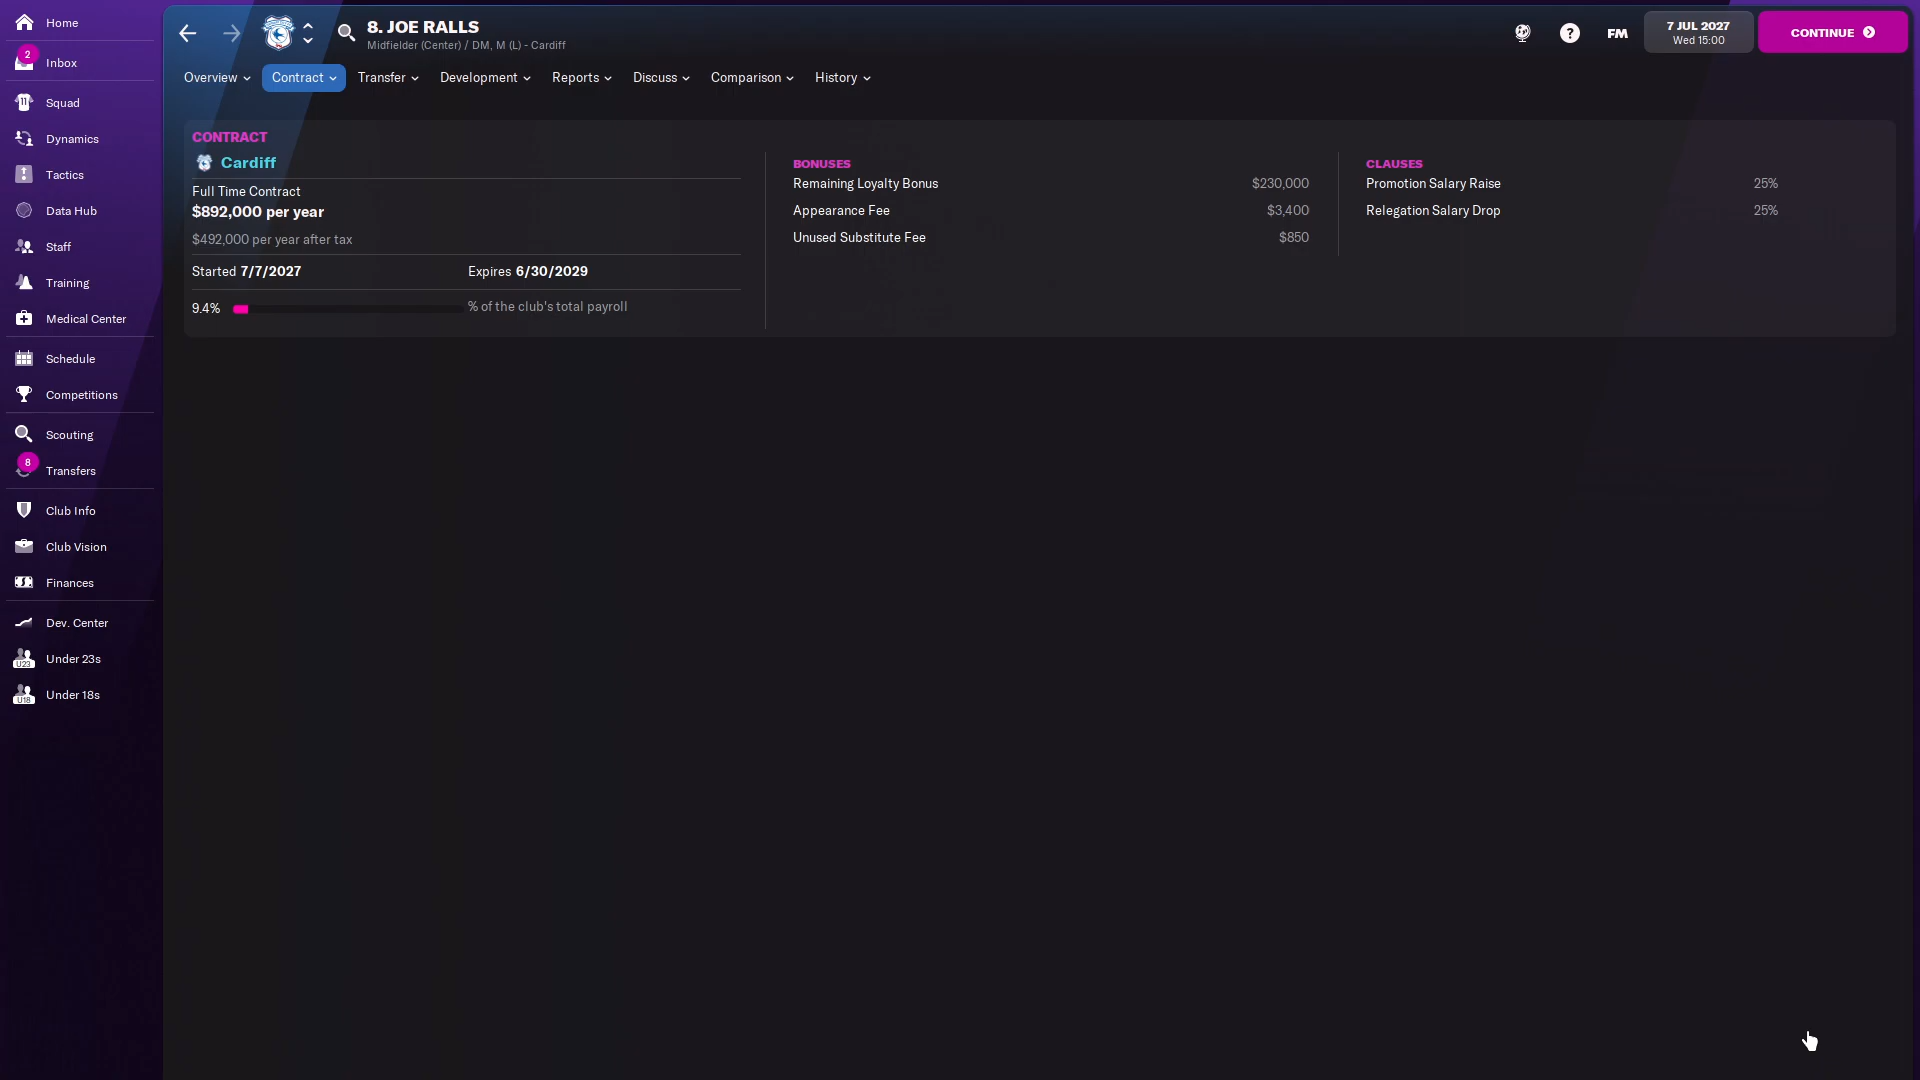 Home
8. JOE RALLS
Midfielder (Center) / DM, M (L) - Cardiff
?
FM
7 JUL 2027
Wed 15:00
CONTINUE
2
Inbox
Overview
Contract
Transfer
Development
Reports
Discuss
Comparison
History
11
Squad
Dynamics
Tactics
Data Hub
Staff
Training
Medical Center
Schedule
Competitions
Scouting
8
Transfers
Club Info
Club Vision
Finances
Dev. Center
U23
Under 23s
U18
Under 18s
CONTRACT
Cardiff
Full Time Contract
$892,000 per year
$492,000 per year after tax
Started 7/7/2027
Expires 6/30/2029
9.4%
% of the club's total payroll
BONUSES
Remaining Loyalty Bonus $230,000
Appearance Fee $3,400
Unused Substitute Fee $850
CLAUSES
Promotion Salary Raise 25%
Relegation Salary Drop 25%